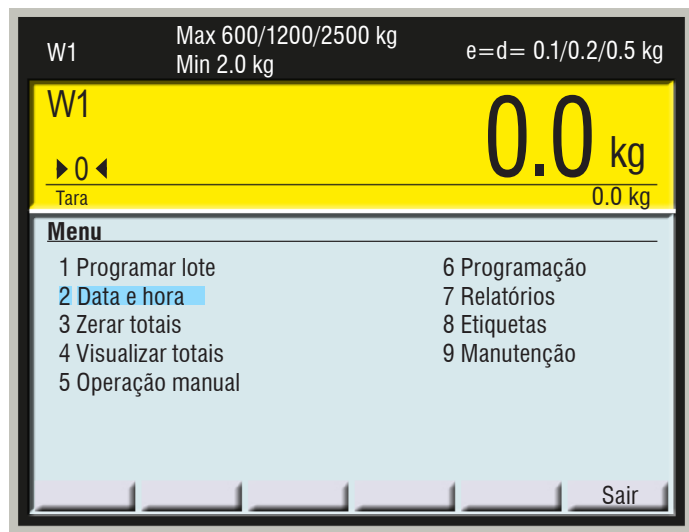 W1
Max 600/1200/2500 kg
Min 2.0 kg
e=d= 0.1/0.2/0.5 kg
W1
0.0 kg
▶0◀
Tara
0.0 kg
Menu
1 Programar lote
2 Data e hora
3 Zerar totais
4 Visualizar totais
5 Operação manual
6 Programação
7 Relatórios
8 Etiquetas
9 Manutenção
Sair